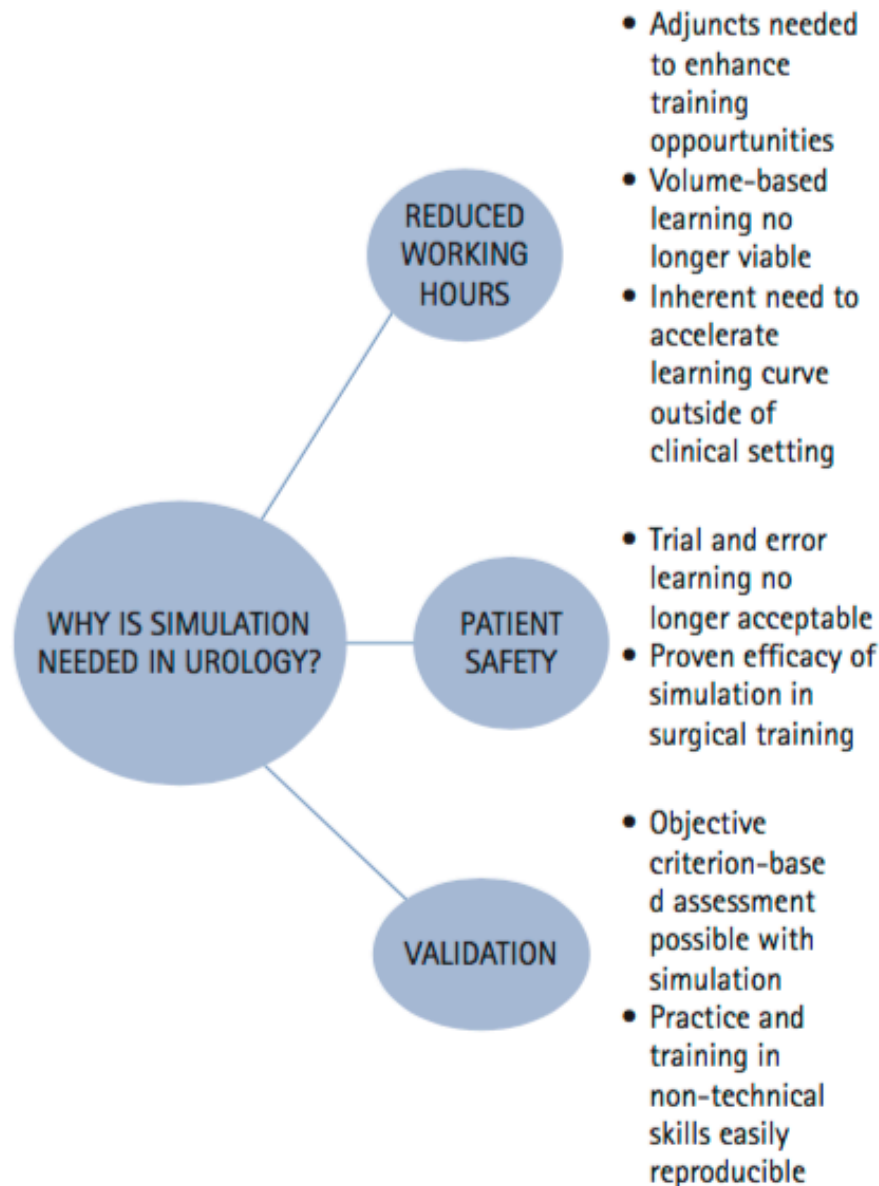 • Adjuncts needed
to enhance
training
oppourtunities
• Volume-based
learning no
longer viable
• Inherent need to
accelerate
learning curve
outside of
clinical setting
REDUCED
WORKING
HOURS
WHY IS SIMULATION
NEEDED IN UROLOGY?
PATIENT
SAFETY
• Trial and error
learning no
longer acceptable
• Proven efficacy of
simulation in
surgical training
VALIDATION
• Objective
criterion-base
d assessment
possible with
simulation
• Practice and
training in
non-technical
skills easily
reproducible